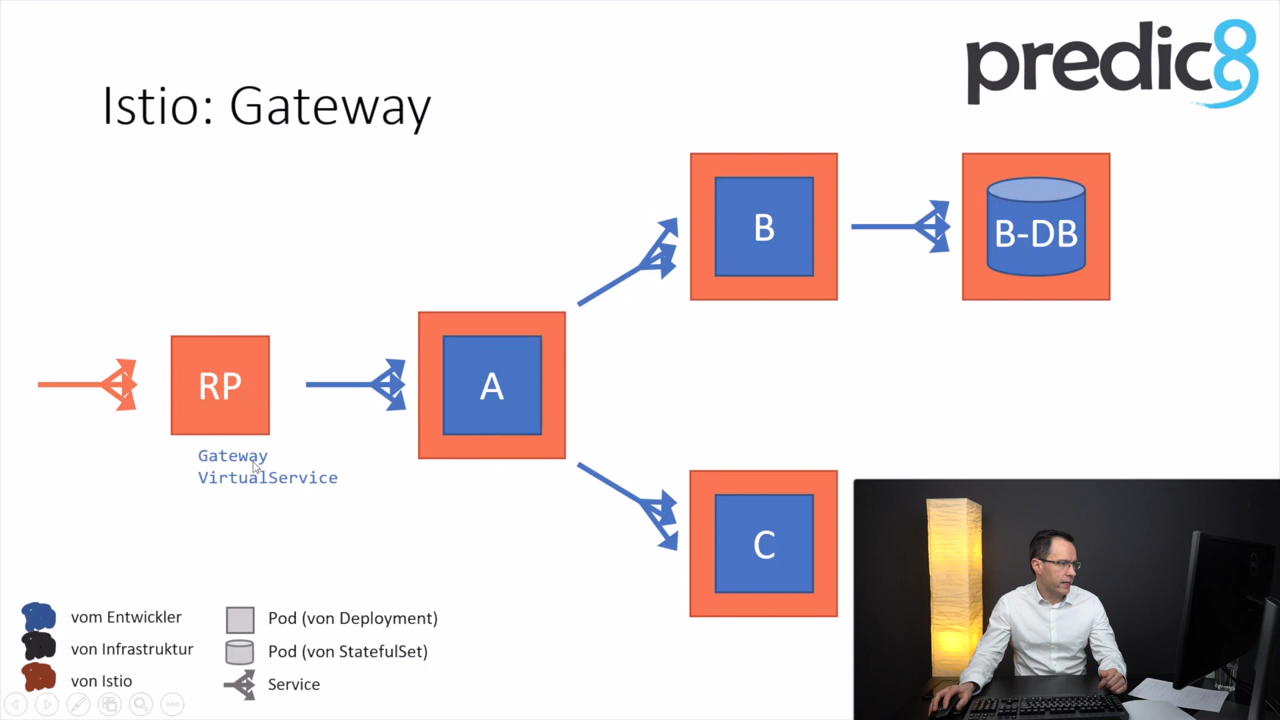 predic8
Istio: Gateway
B
B-DB
RP
A
Gateway
VirtualService
C
vom Entwickler
von Infrastruktur
von Istio
Pod (von Deployment)
Pod (von StatefulSet)
Service